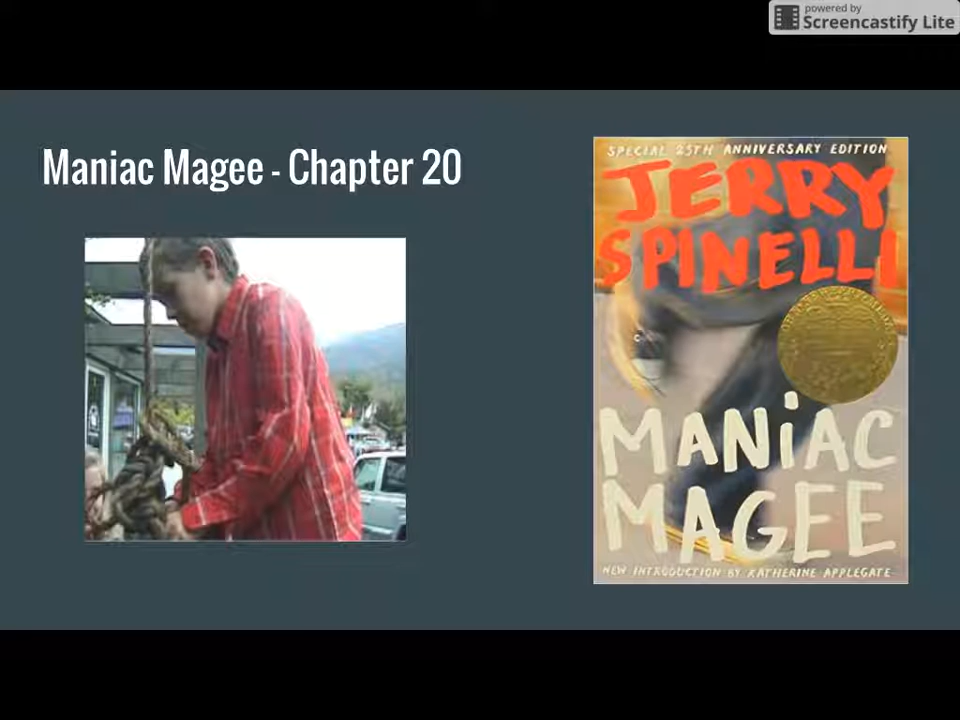 powered by
Screencastify Lite
Maniac Magee - Chapter 20
SPECIAL 25TH ANNIVERSARY EDITION
JERRY
SPINELLI
MANIAC
MAGEE
NEW INTRODUCTION BY KATHERINE APPLEGATE